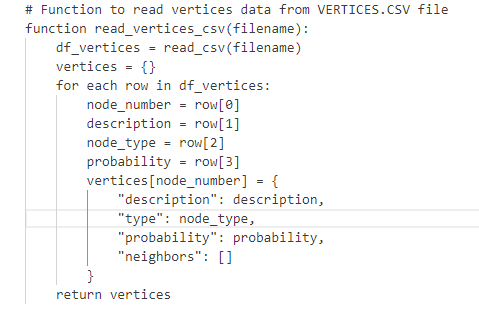 # Function to read vertices data from VERTICES.CSV file
function read_vertices_csv(filename):
    df_vertices = read_csv(filename)
    vertices = {}
    for each row in df_vertices:
        node_number = row[0]
        description = row[1]
        node_type = row[2]
        probability = row[3]
        vertices[node_number] = {
            "description": description,
            "type": node_type,
            "probability": probability,
            "neighbors": []
        }
    return vertices